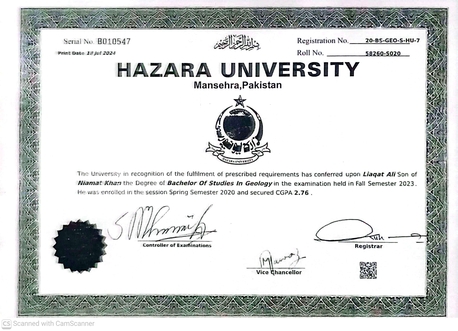 Serial No. B010547
Registration No. 20-BS-GEO-S-HU-7
Print Date: 19 Jul 2024
Roll No. 58260-S020
HAZARA UNIVERSITY
Mansehra,Pakistan
The University in recognition of the fulfilment of prescribed requirements has conferred upon Liaqat Ali Son of
Niamat Khan the Degree of Bachelor Of Studies In Geology in the examination held in Fall Semester 2023.
He was enrolled in the session Spring Semester 2020 and secured CGPA 2.76 .
Controller of Examinations
Registrar
Vice Chancellor
CS Scanned with CamScanner